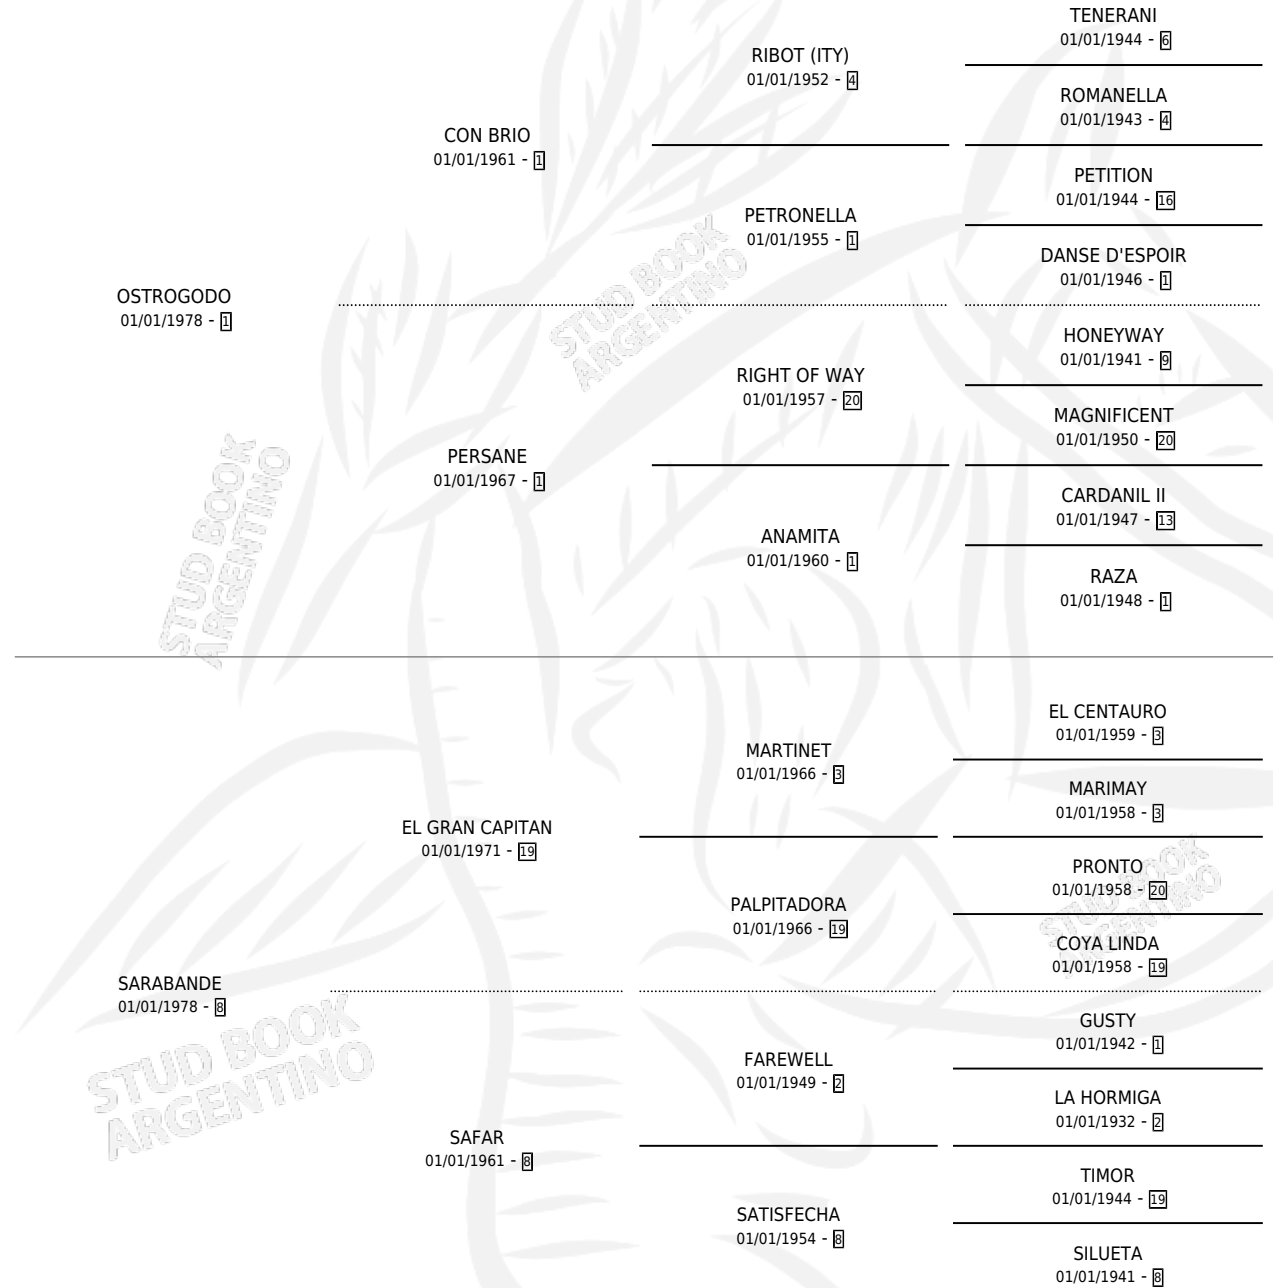 TENERANI
01/01/1944 - 6
RIBOT (ITY)
01/01/1952 - 4
ROMANELLA
01/01/1943 - 4
CON BRIO
01/01/1961 - 1
PETITION
01/01/1944 - 16
PETRONELLA
01/01/1955 - 1
DANSE D'ESPOIR
01/01/1946 - 1
OSTROGODO
01/01/1978 - 1
HONEYWAY
01/01/1941 - 9
RIGHT OF WAY
01/01/1957 - 20
MAGNIFICENT
01/01/1950 - 20
PERSANE
01/01/1967 - 1
CARDANIL II
01/01/1947 - 13
ANAMITA
01/01/1960 - 1
RAZA
01/01/1948 - 1
EL CENTAURO
01/01/1959 - 3
MARTINET
01/01/1966 - 3
MARIMAY
01/01/1958 - 3
EL GRAN CAPITAN
01/01/1971 - 19
PRONTO
01/01/1958 - 20
PALPITADORA
01/01/1966 - 19
COYA LINDA
01/01/1958 - 19
SARABANDE
01/01/1978 - 8
GUSTY
01/01/1942 - 1
FAREWELL
01/01/1949 - 2
LA HORMIGA
01/01/1932 - 2
SAFAR
01/01/1961 - 8
TIMOR
01/01/1944 - 19
SATISFECHA
01/01/1954 - 8
SILUETA
01/01/1941 - 8
STUD BOOK
ARGENTINO
STUD BOOK
ARGENTINO
STUD BOOK
ARGENTINO
STUD BOOK
ARGENTINO